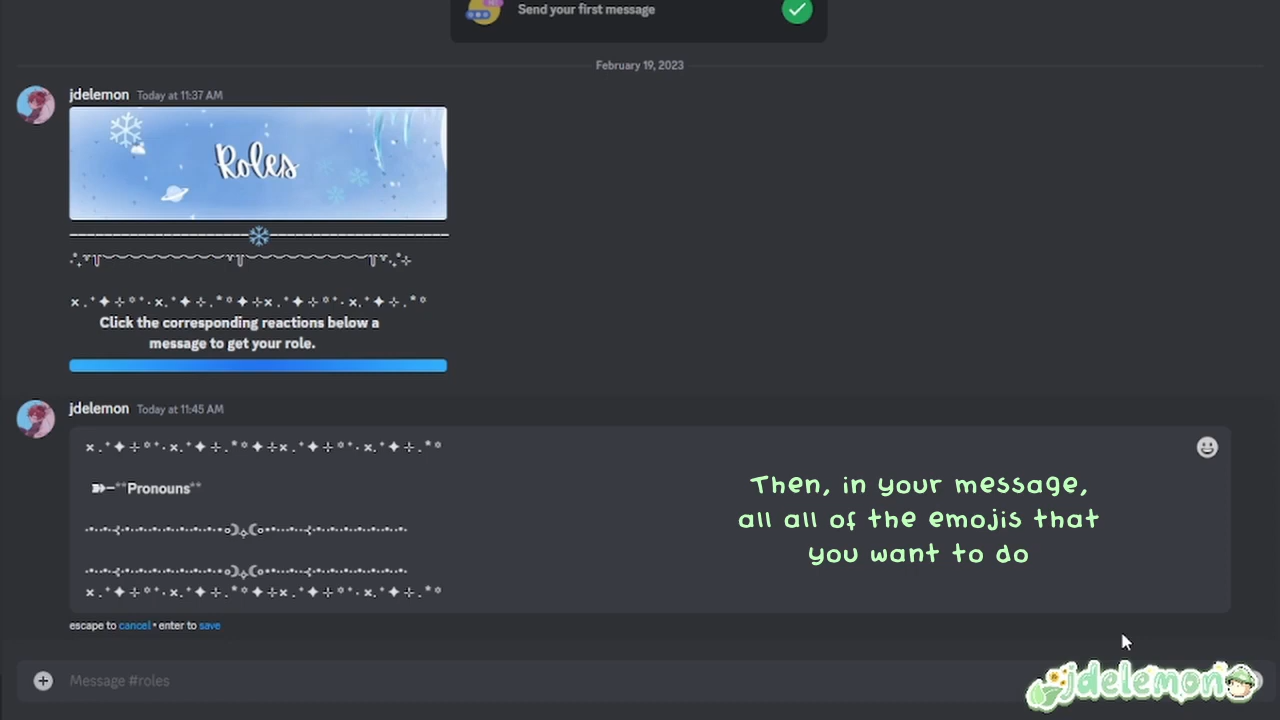 Send your first message
February 19, 2023
jdelemon Today at 11:37 AM
Roles
Click the corresponding reactions below a
message to get your role.
jdelemon Today at 11:45 AM
**Pronouns**
Then, in your message,
all all of the emojis that
you want to do
escape to cancel • enter to save
Message #roles
jdelemon